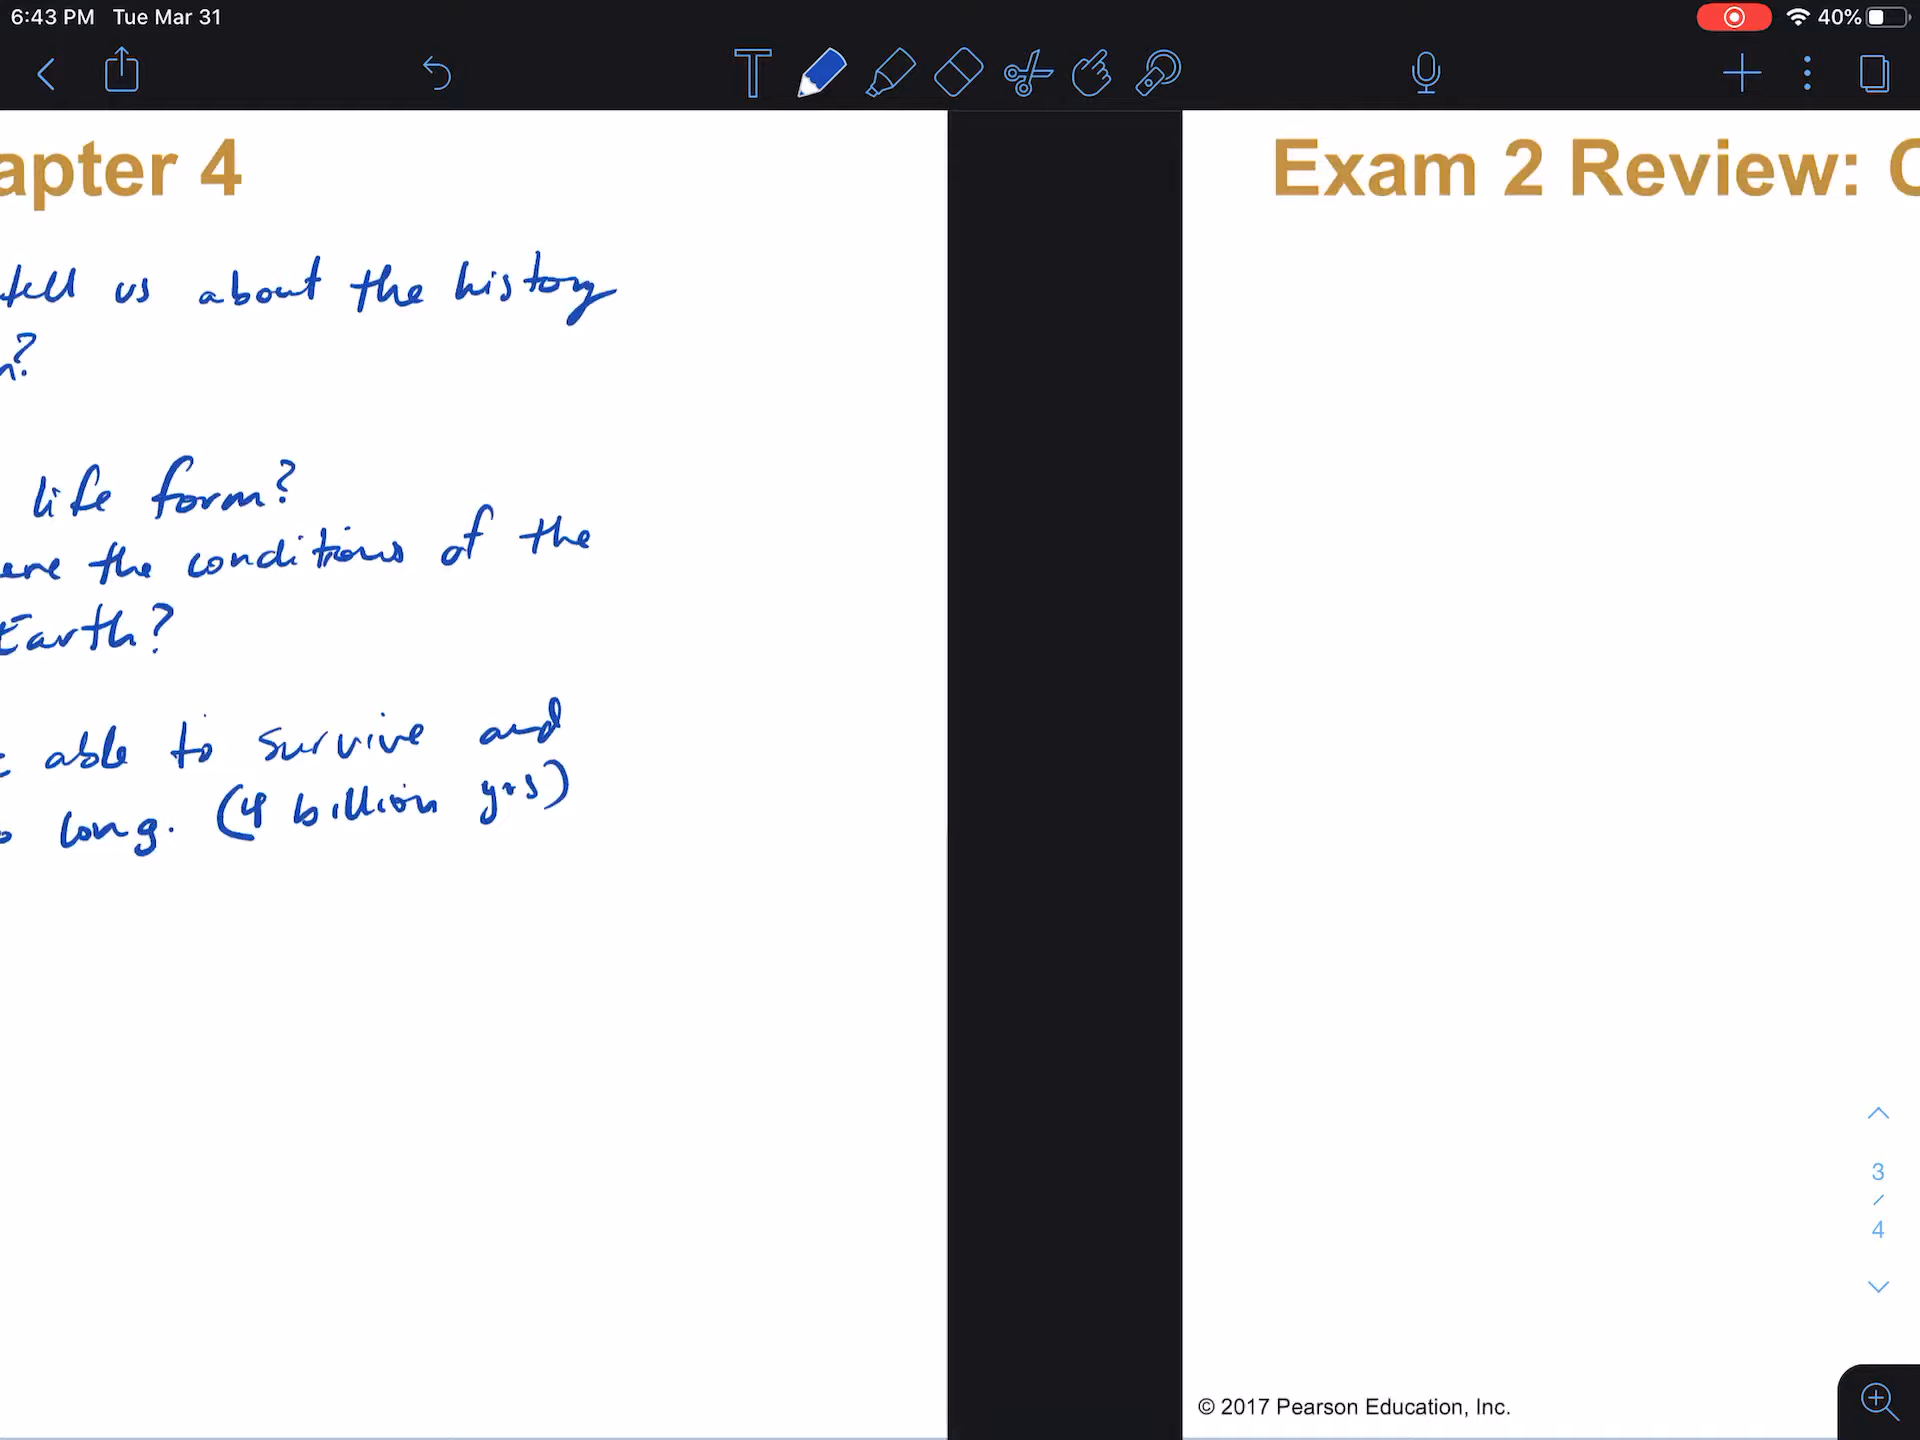 6:43 PM Tue Mar 31
40%
apter 4
tell us about the history
n?
life form?
ere the conditions of the
Earth?
able to survive and
o long. (4 billion yrs)
Exam 2 Review: C
3
/
4
© 2017 Pearson Education, Inc.